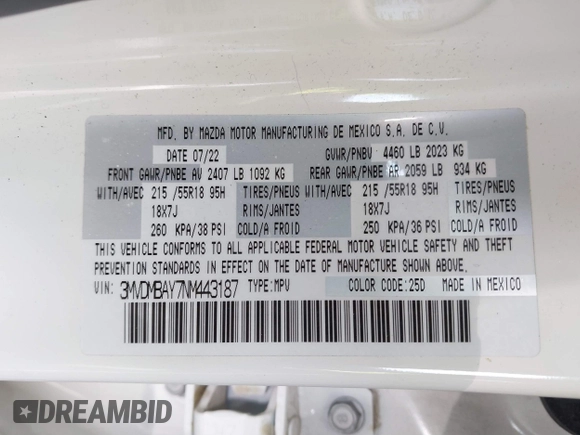 MFD. BY MAZDA MOTOR MANUFACTURING DE MEXICO S.A. DE C.V.
DATE 07/22 GVWR/PNBV 4460 LB 2023 KG
FRONT GAWR/PNBE AV 2407 LB 1092 KG REAR GAWR/PNBE AR 2059 LB 934 KG
WITH/AVEC 215 /55R18 95H TIRES/PNEUS WITH/AVEC 215 /55R18 95H TIRES/PNEUS
18X7J RIMS/JANTES 18X7J RIMS/JANTES
260 KPA/38 PSI COLD/A FROID 250 KPA/36 PSI COLD/A FROID
THIS VEHICLE CONFORMS TO ALL APPLICABLE FEDERAL MOTOR VEHICLE SAFETY AND THEFT
PREVENTION STANDARDS IN EFFECT ON THE DATE OF MANUFACTURE SHOWN ABOVE.
VIN: 3MVDMBAY7NM443187 TYPE:MPV COLOR CODE:25D MADE IN MEXICO
DREAMBID